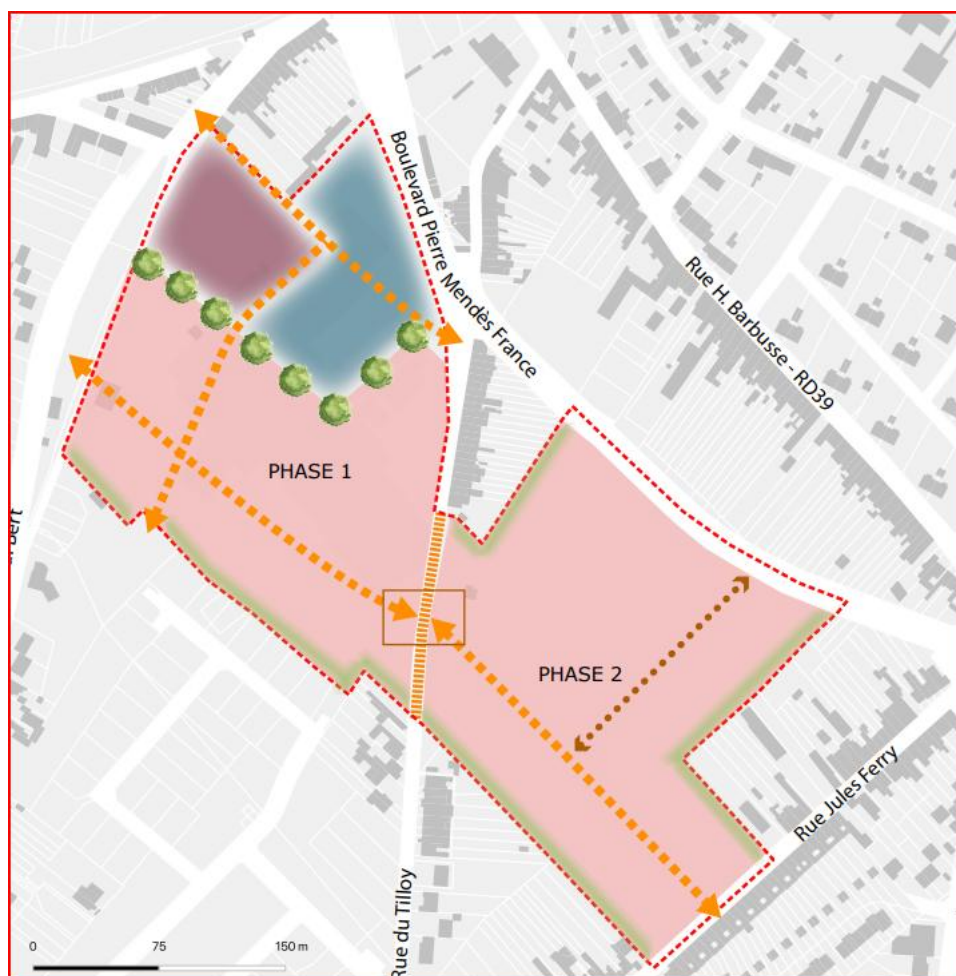 Boulevard Pierre Mendès France
Rue H. Barbusse - RD39
PHASE 1
PHASE 2
Bert
Rue Jules Ferry
Rue du Tilloy
0 75 150 m